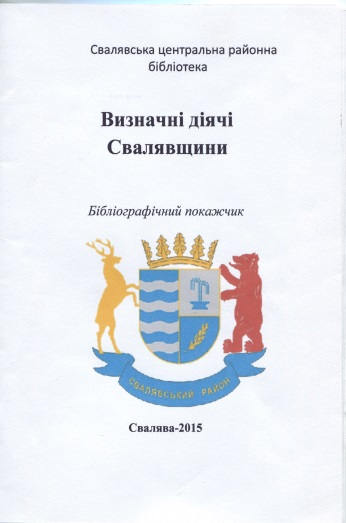 Свалявська центральна районна
бібліотека
Визначні діячі
Свалявщини
Бібліографічний покажчик
СВАЛЯВСЬКИЙ РАЙОН
Свалява-2015